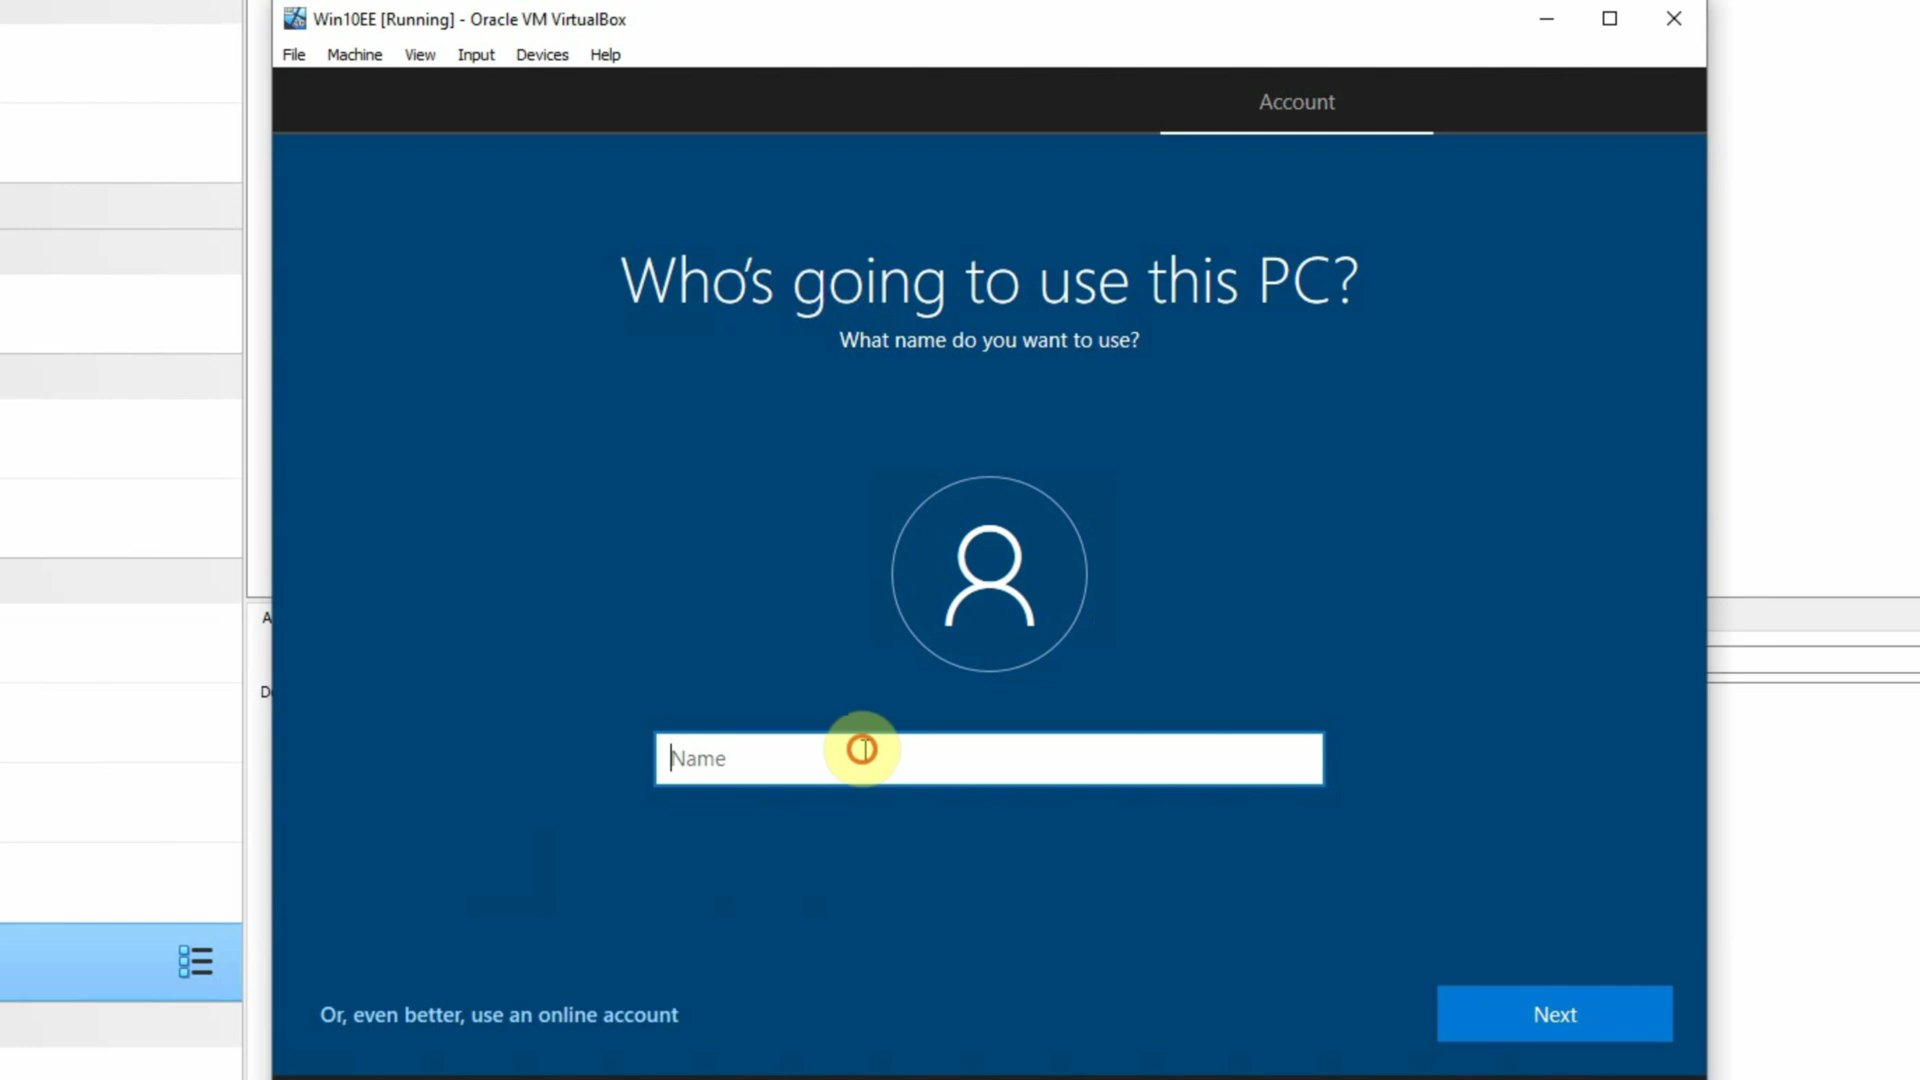 Win10EE [Running] - Oracle VM VirtualBox
File Machine View Input Devices Help
Account
Who's going to use this PC?
What name do you want to use?
A
De
Name
Or, even better, use an online account
Next